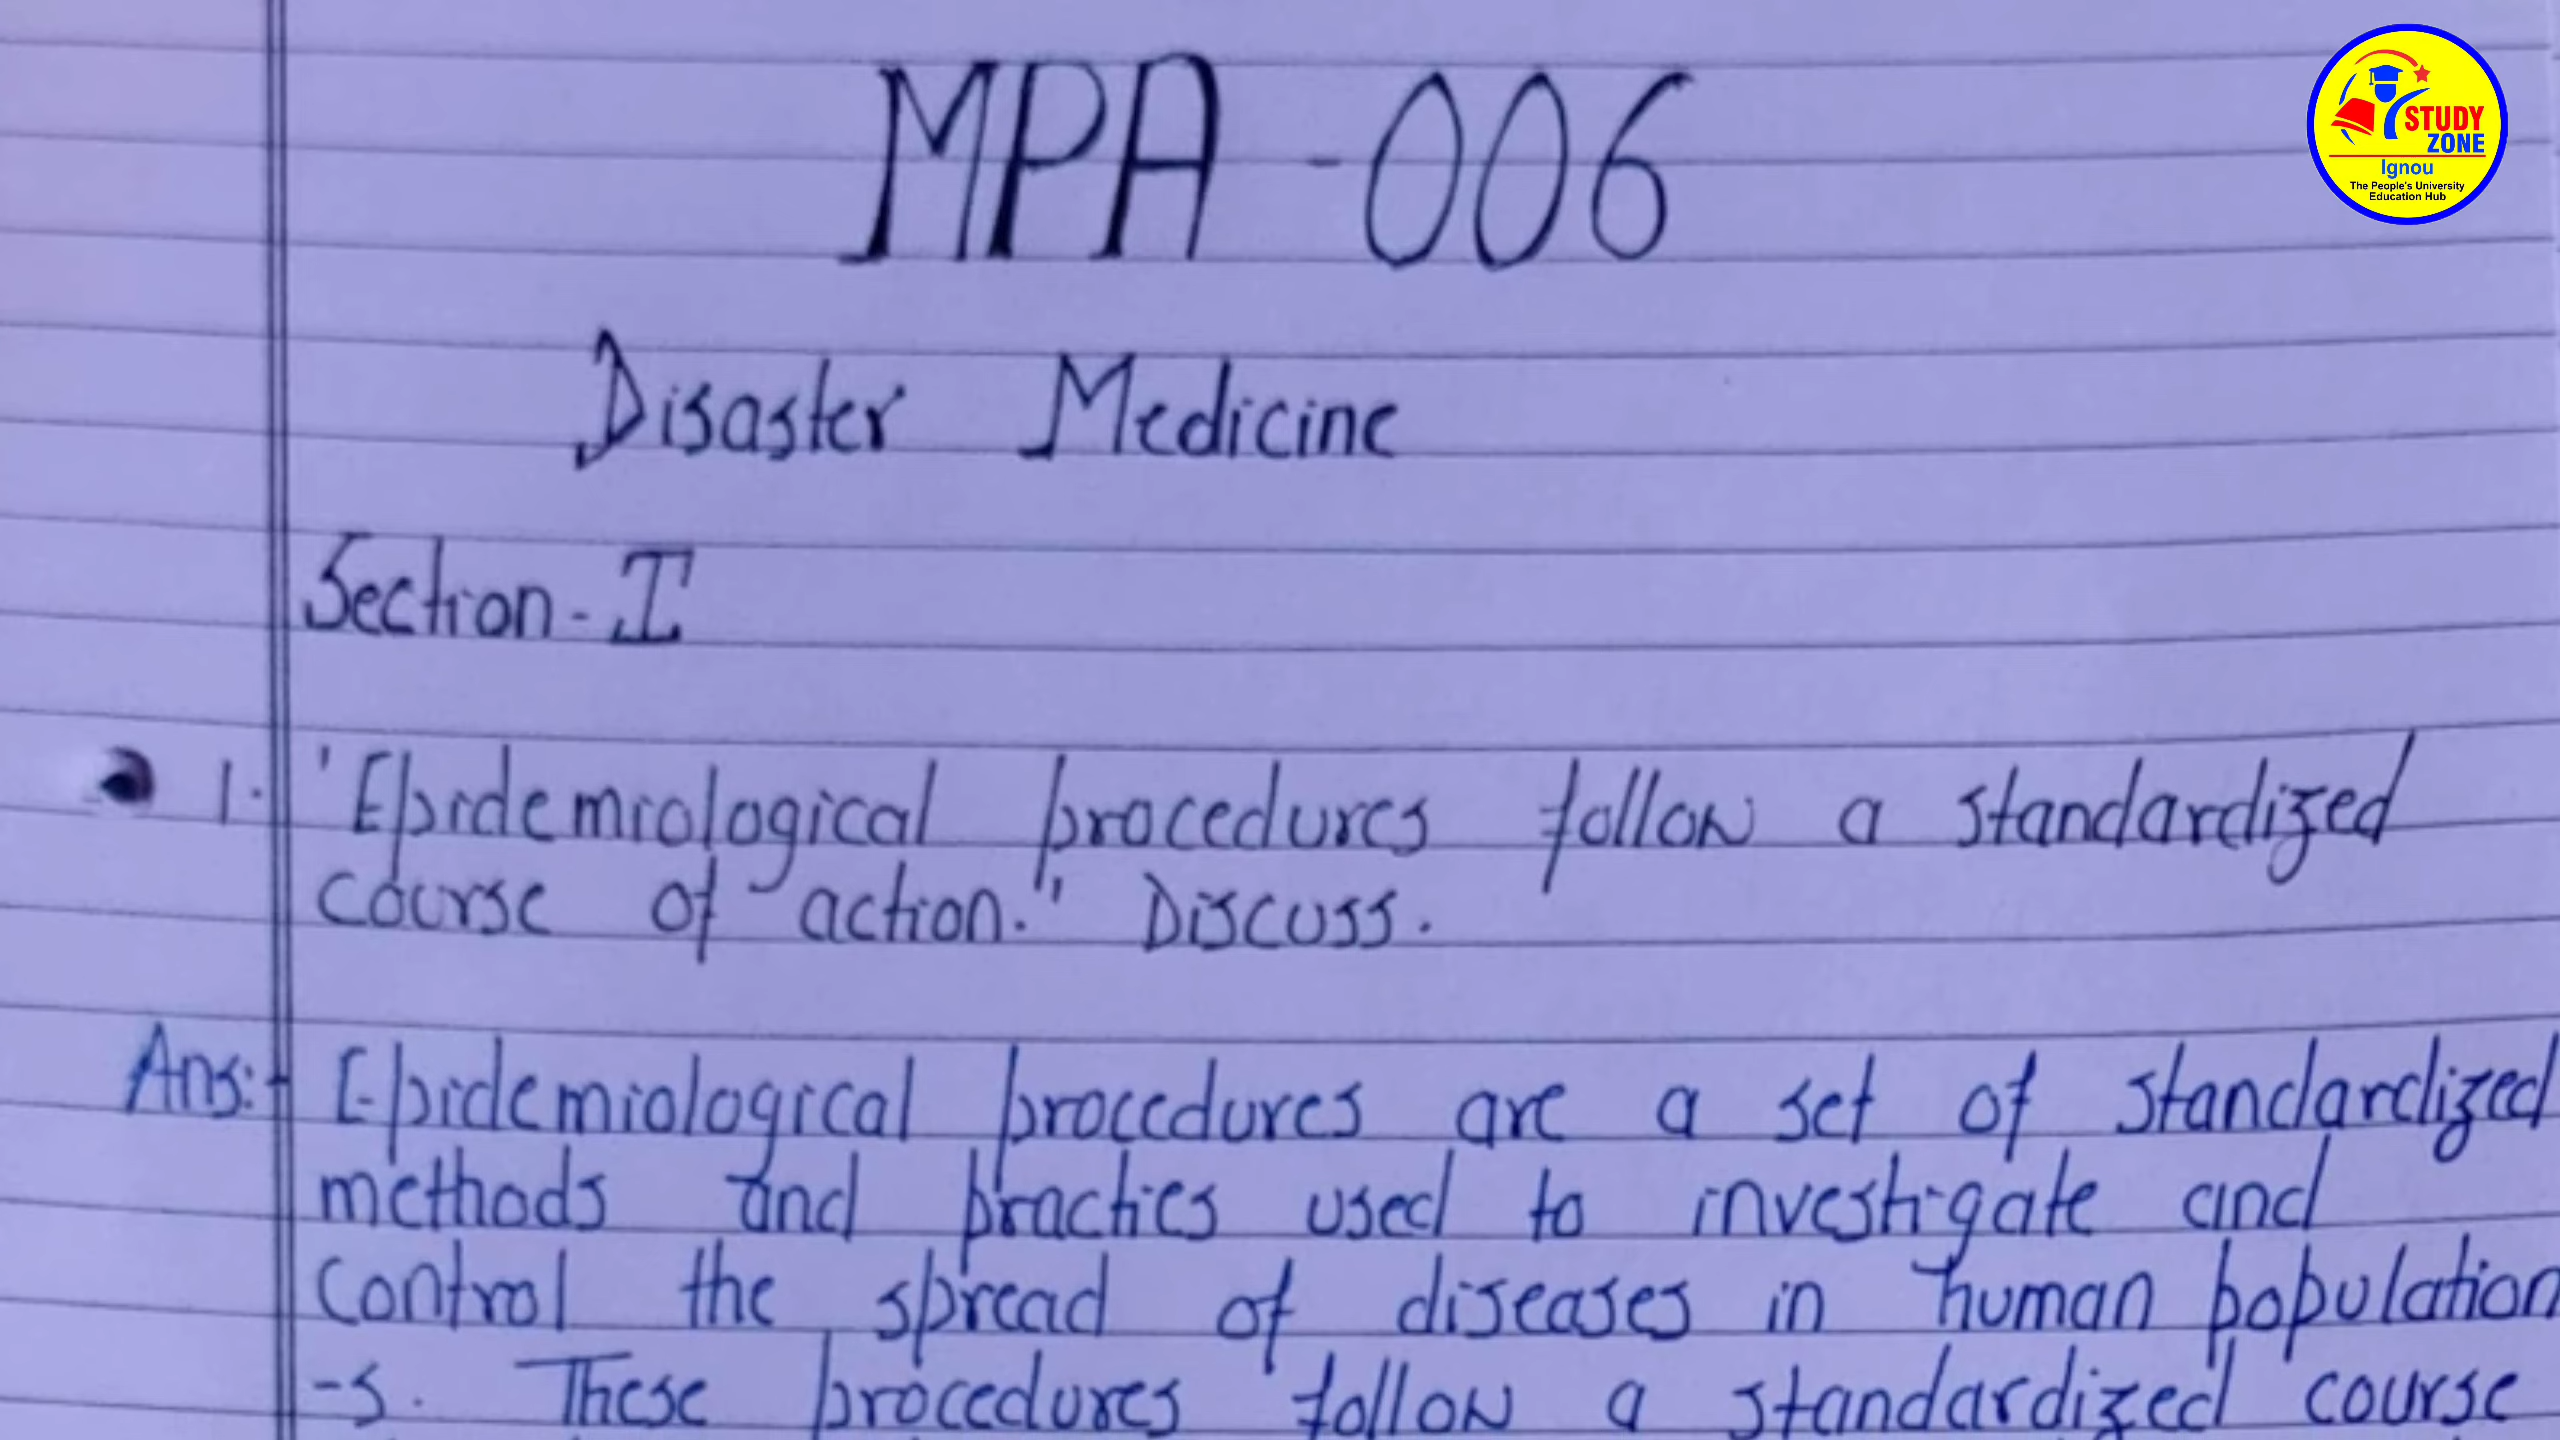 MPA-006
STUDY
ZONE
Ignou
The People's University
Education Hub
Disaster Medicine
Section-I
1. 'Epidemiological procedures follow a standardized
course of action." Discuss.
Ans:- Epidemiological procedures are a set of standardized
methods and practies used to investigate and
control the spread of diseases in human population
-s. These procedures follow a standardized course